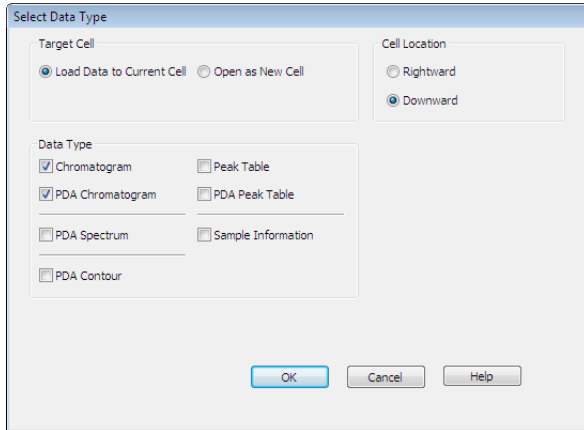 Select Data Type
Target Cell
Load Data to Current Cell
Open as New Cell
Cell Location
Rightward
Downward
Data Type
Chromatogram
Peak Table
PDA Chromatogram
PDA Peak Table
PDA Spectrum
Sample Information
PDA Contour
OK
Cancel
Help